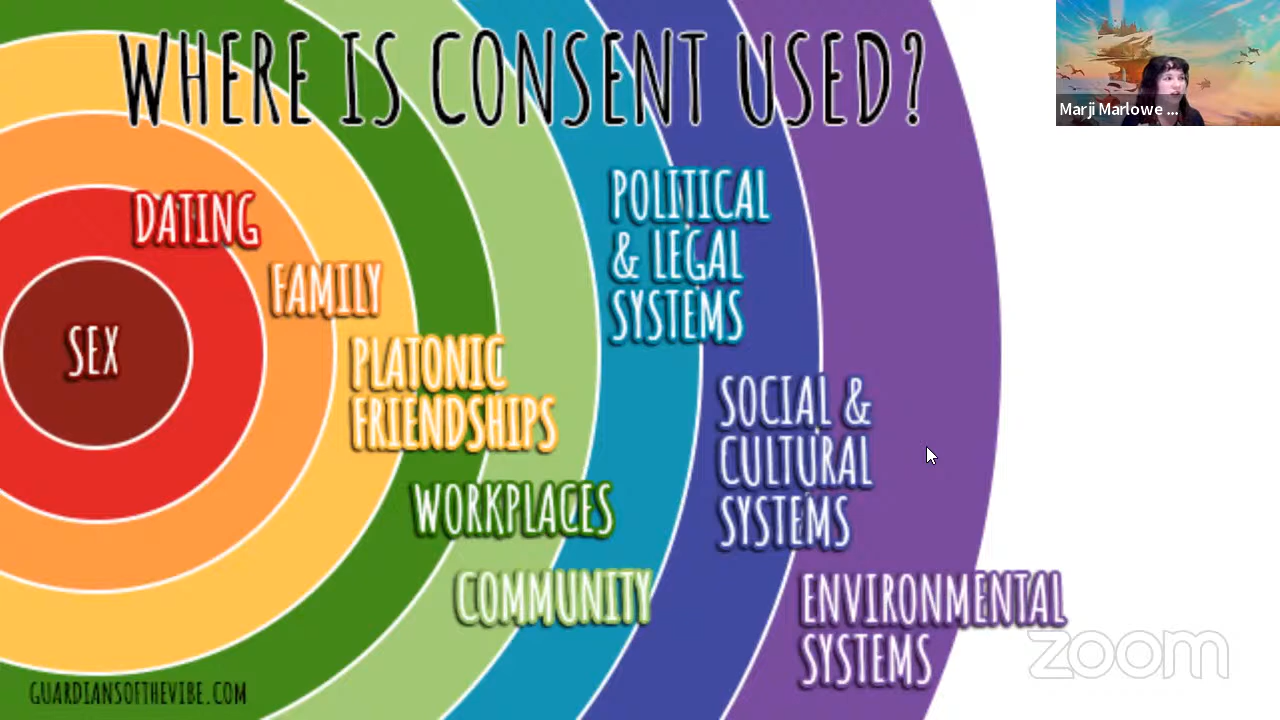 WHERE IS CONSENT USED?
Marji Marlowe ...
DATING
FAMILY
SEX
PLATONIC
FRIENDSHIPS
WORKPLACES
COMMUNITY
POLITICAL
& LEGAL
SYSTEMS
SOCIAL &
CULTURAL
SYSTEMS
ENVIRONMENTAL
SYSTEMS
zoom
GUARDIANSOFTHEVIBE.COM